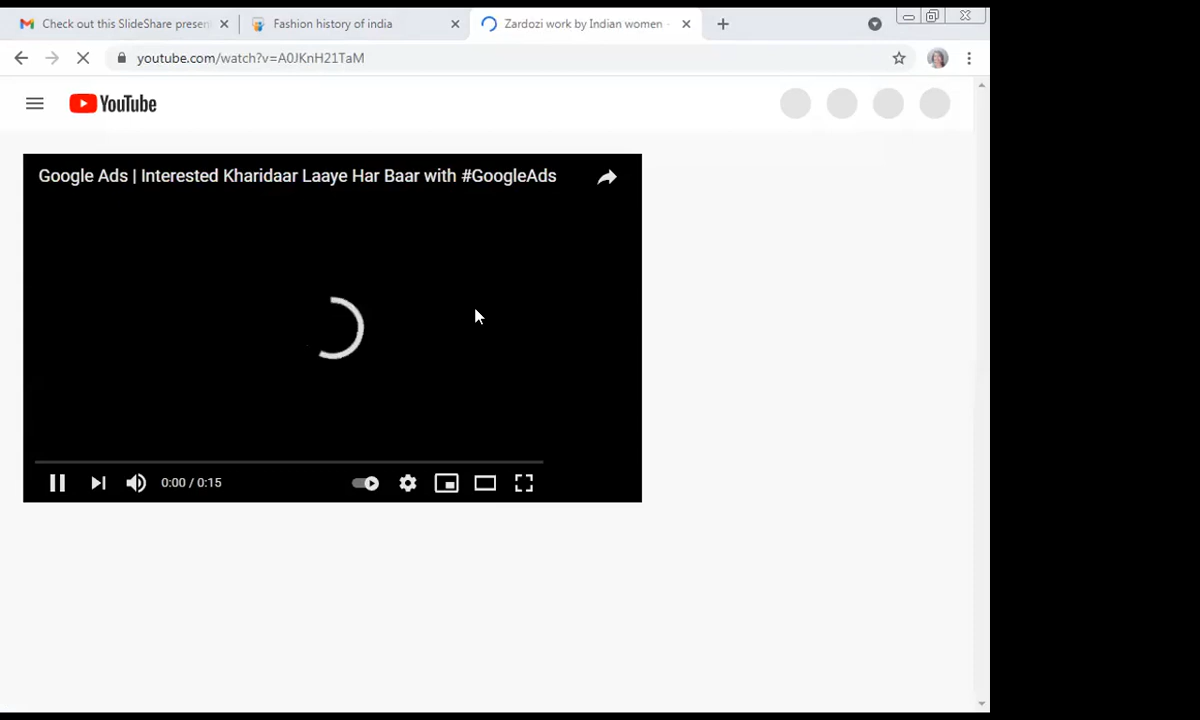 Check out this SlideShare presen
Fashion history of india
Zardozi work by Indian women -
youtube.com/watch?v=A0JKnH21TaM
YouTube
Google Ads | Interested Kharidaar Laaye Har Baar with #GoogleAds
0:00 / 0:15